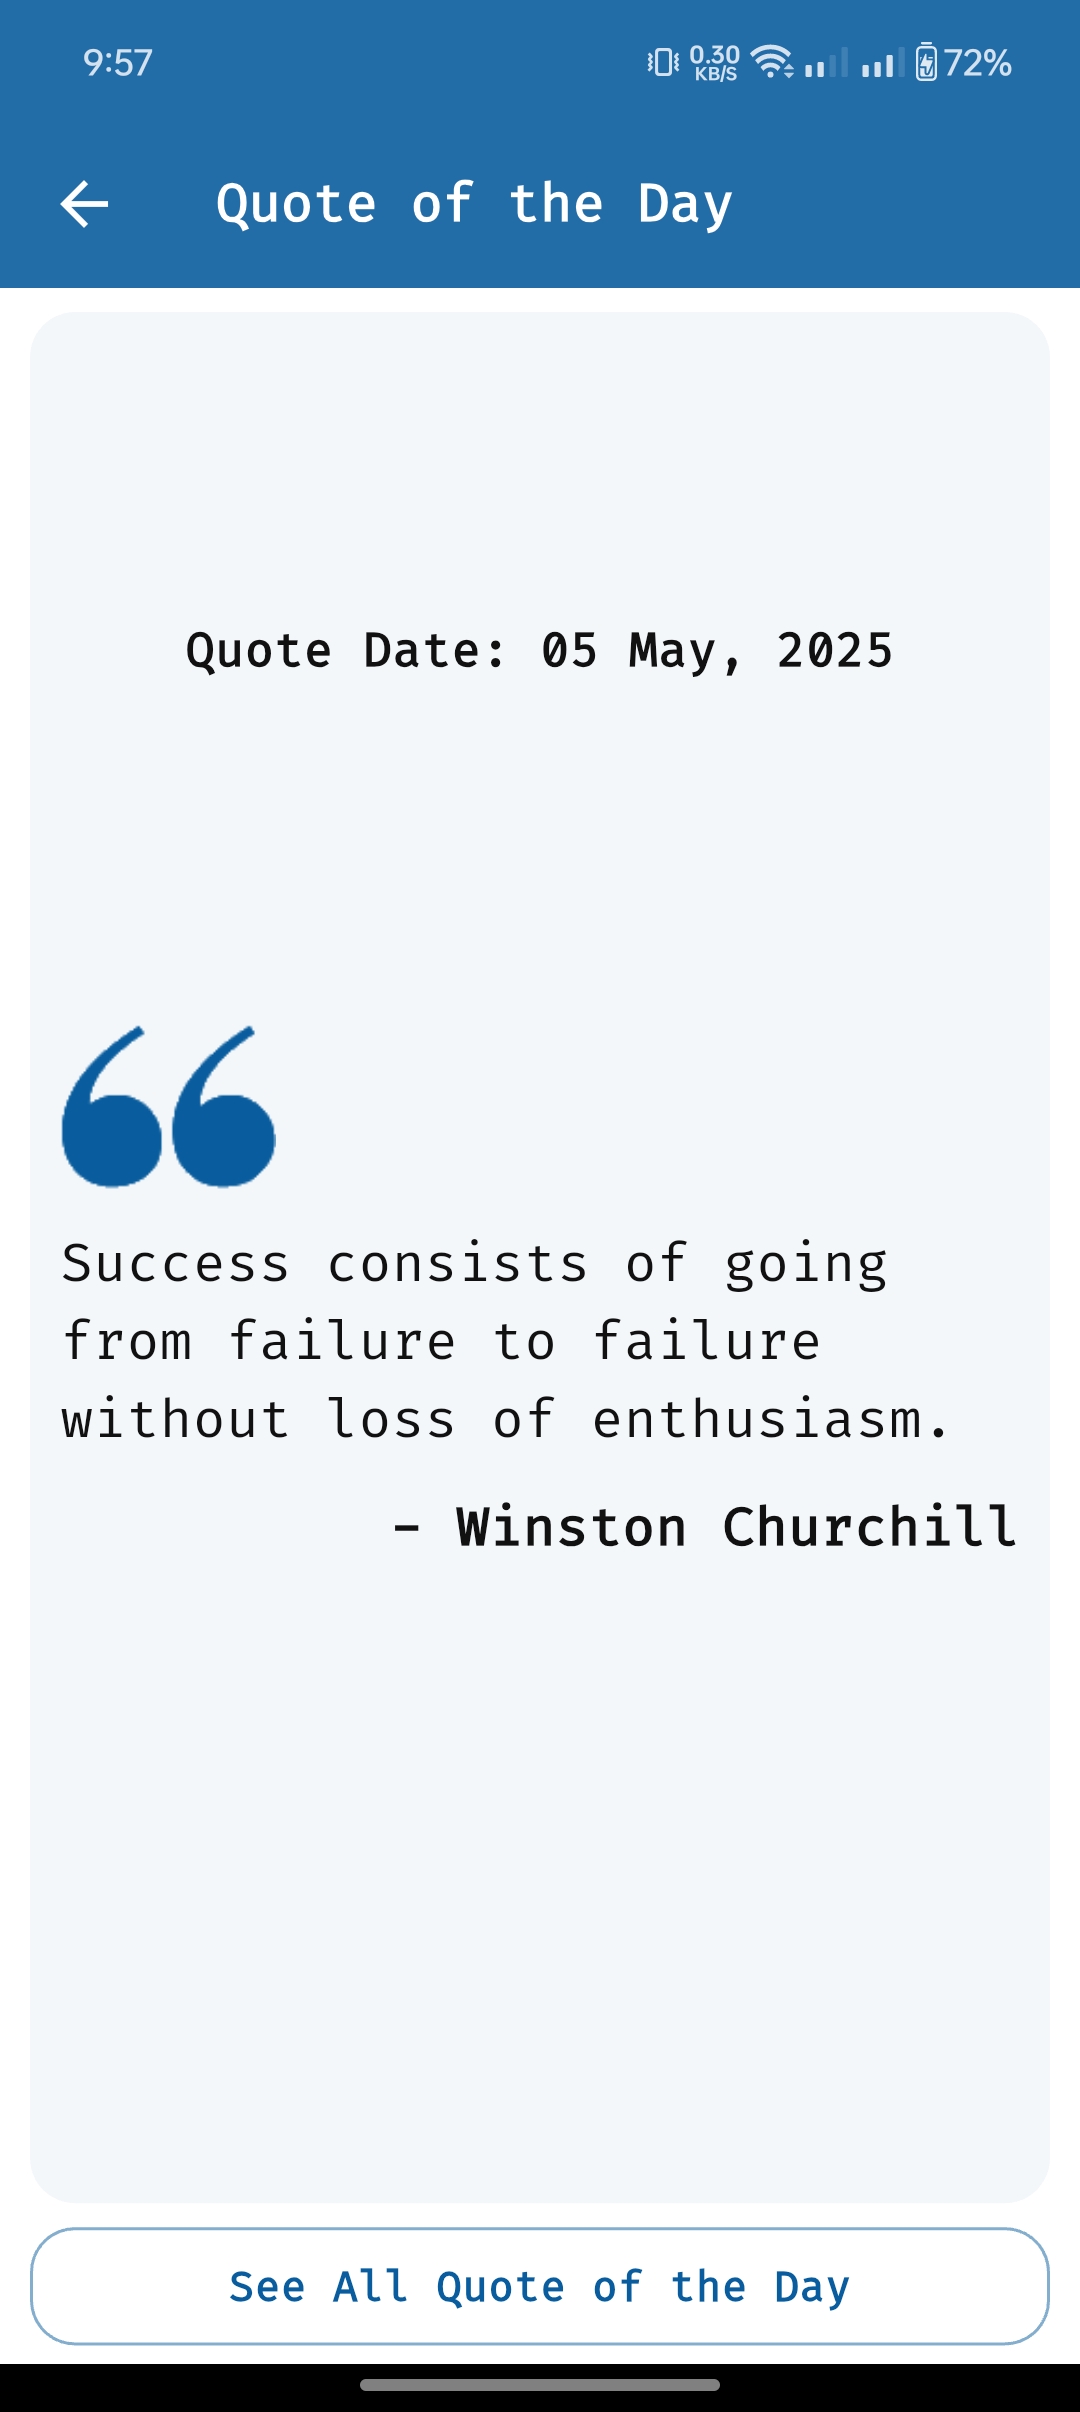 9:57
0.30
KB/S
72%
Quote of the Day
Quote Date: 05 May, 2025
Success consists of going
from failure to failure
without loss of enthusiasm.
- Winston Churchill
See All Quote of the Day